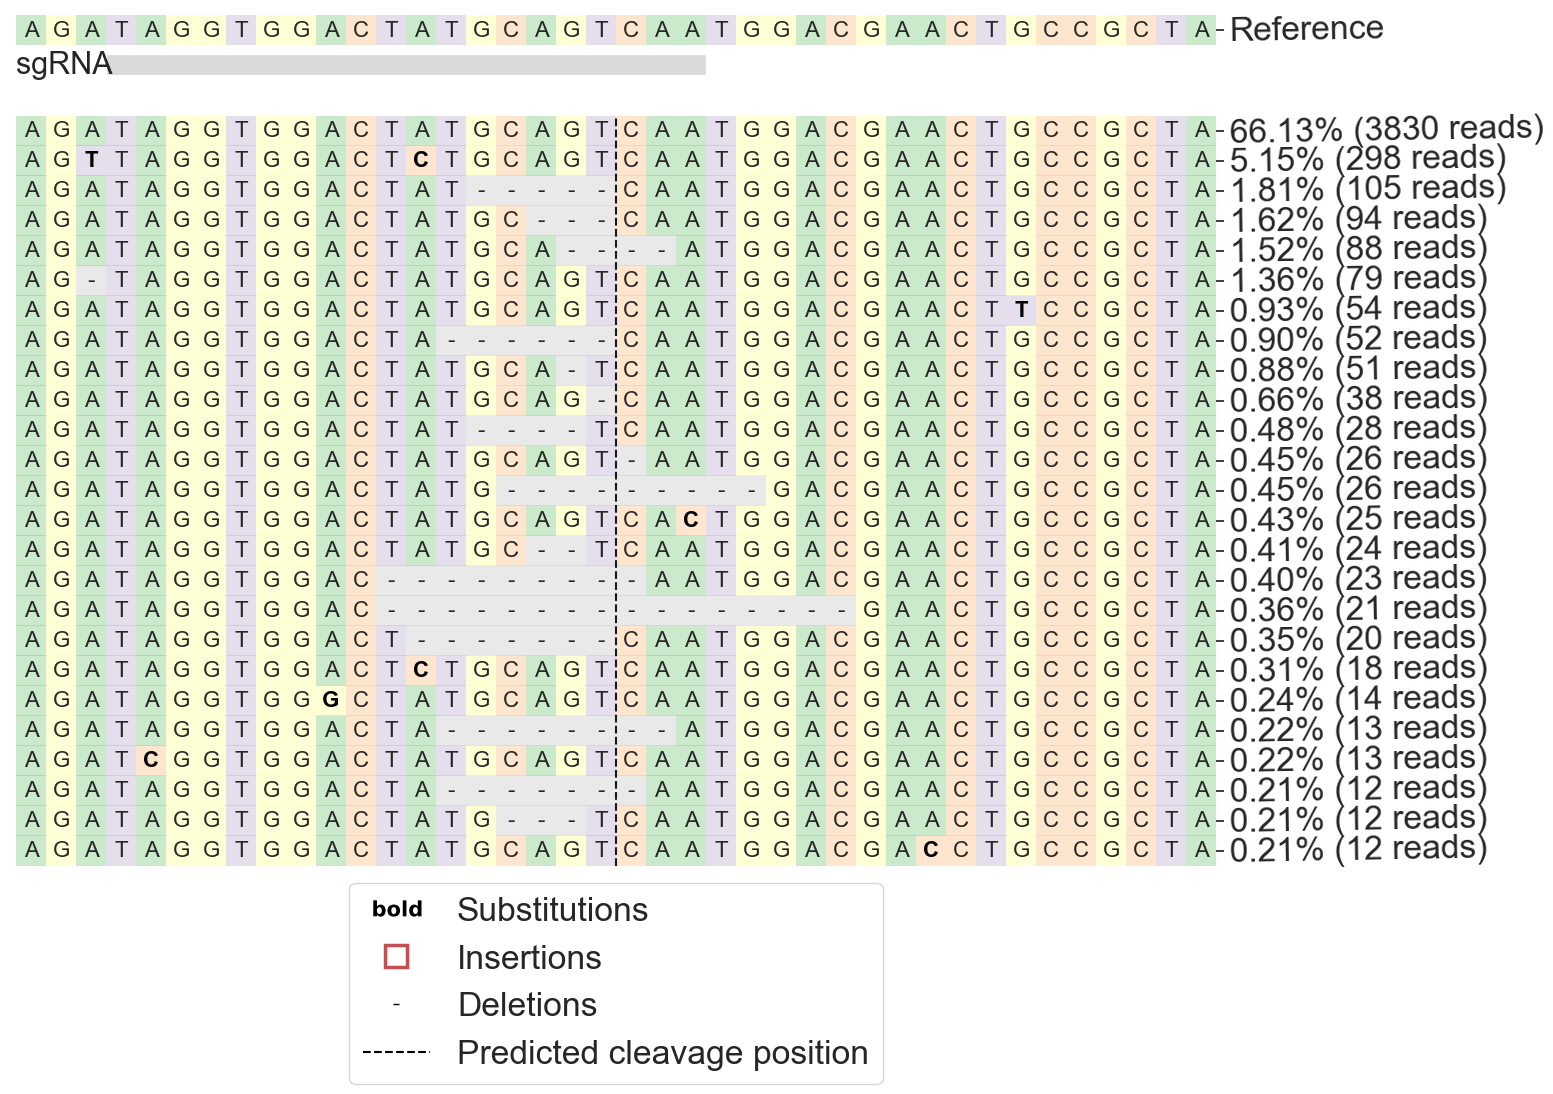 A G A T A G G T G G A C T A T G C A G T C A A T G G A C G A A C T G C C G C T A Reference
sgRNA
A G A T A G G T G G A C T A T G C A G T C A A T G G A C G A A C T G C C G C T A 66.13% (3830 reads)
A G T T A G G T G G A C T C T G C A G T C A A T G G A C G A A C T G C C G C T A 5.15% (298 reads)
A G A T A G G T G G A C T A T - - - - - C A A T G G A C G A A C T G C C G C T A 1.81% (105 reads)
A G A T A G G T G G A C T A T G C - - - C A A T G G A C G A A C T G C C G C T A 1.62% (94 reads)
A G A T A G G T G G A C T A T G C A - - - - A T G G A C G A A C T G C C G C T A 1.52% (88 reads)
A G - T A G G T G G A C T A T G C A G T C A A T G G A C G A A C T G C C G C T A 1.36% (79 reads)
A G A T A G G T G G A C T A T G C A G T C A A T G G A C G A A C T T C C G C T A 0.93% (54 reads)
A G A T A G G T G G A C T A - - - - - - C A A T G G A C G A A C T G C C G C T A 0.90% (52 reads)
A G A T A G G T G G A C T A T G C A - T C A A T G G A C G A A C T G C C G C T A 0.88% (51 reads)
A G A T A G G T G G A C T A T G C A G - C A A T G G A C G A A C T G C C G C T A 0.66% (38 reads)
A G A T A G G T G G A C T A T - - - - T C A A T G G A C G A A C T G C C G C T A 0.48% (28 reads)
A G A T A G G T G G A C T A T G C A G T - A A T G G A C G A A C T G C C G C T A 0.45% (26 reads)
A G A T A G G T G G A C T A T G - - - - - - - - - G A C G A A C T G C C G C T A 0.45% (26 reads)
A G A T A G G T G G A C T A T G C A G T C A C T G G A C G A A C T G C C G C T A 0.43% (25 reads)
A G A T A G G T G G A C T A T G C - - T C A A T G G A C G A A C T G C C G C T A 0.41% (24 reads)
A G A T A G G T G G A C - - - - - - - - - A A T G G A C G A A C T G C C G C T A 0.40% (23 reads)
A G A T A G G T G G A C - - - - - - - - - - - - - - - - G A A C T G C C G C T A 0.36% (21 reads)
A G A T A G G T G G A C T - - - - - - - C A A T G G A C G A A C T G C C G C T A 0.35% (20 reads)
A G A T A G G T G G A C T C T G C A G T C A A T G G A C G A A C T G C C G C T A 0.31% (18 reads)
A G A T A G G T G G G C T A T G C A G T C A A T G G A C G A A C T G C C G C T A 0.24% (14 reads)
A G A T A G G T G G A C T A - - - - - - - - A T G G A C G A A C T G C C G C T A 0.22% (13 reads)
A G A T C G G T G G A C T A T G C A G T C A A T G G A C G A A C T G C C G C T A 0.22% (13 reads)
A G A T A G G T G G A C T A - - - - - - - A A T G G A C G A A C T G C C G C T A 0.21% (12 reads)
A G A T A G G T G G A C T A T G - - - T C A A T G G A C G A A C T G C C G C T A 0.21% (12 reads)
A G A T A G G T G G A C T A T G C A G T C A A T G G A C G A C C T G C C G C T A 0.21% (12 reads)
bold Substitutions
Insertions
- Deletions
Predicted cleavage position